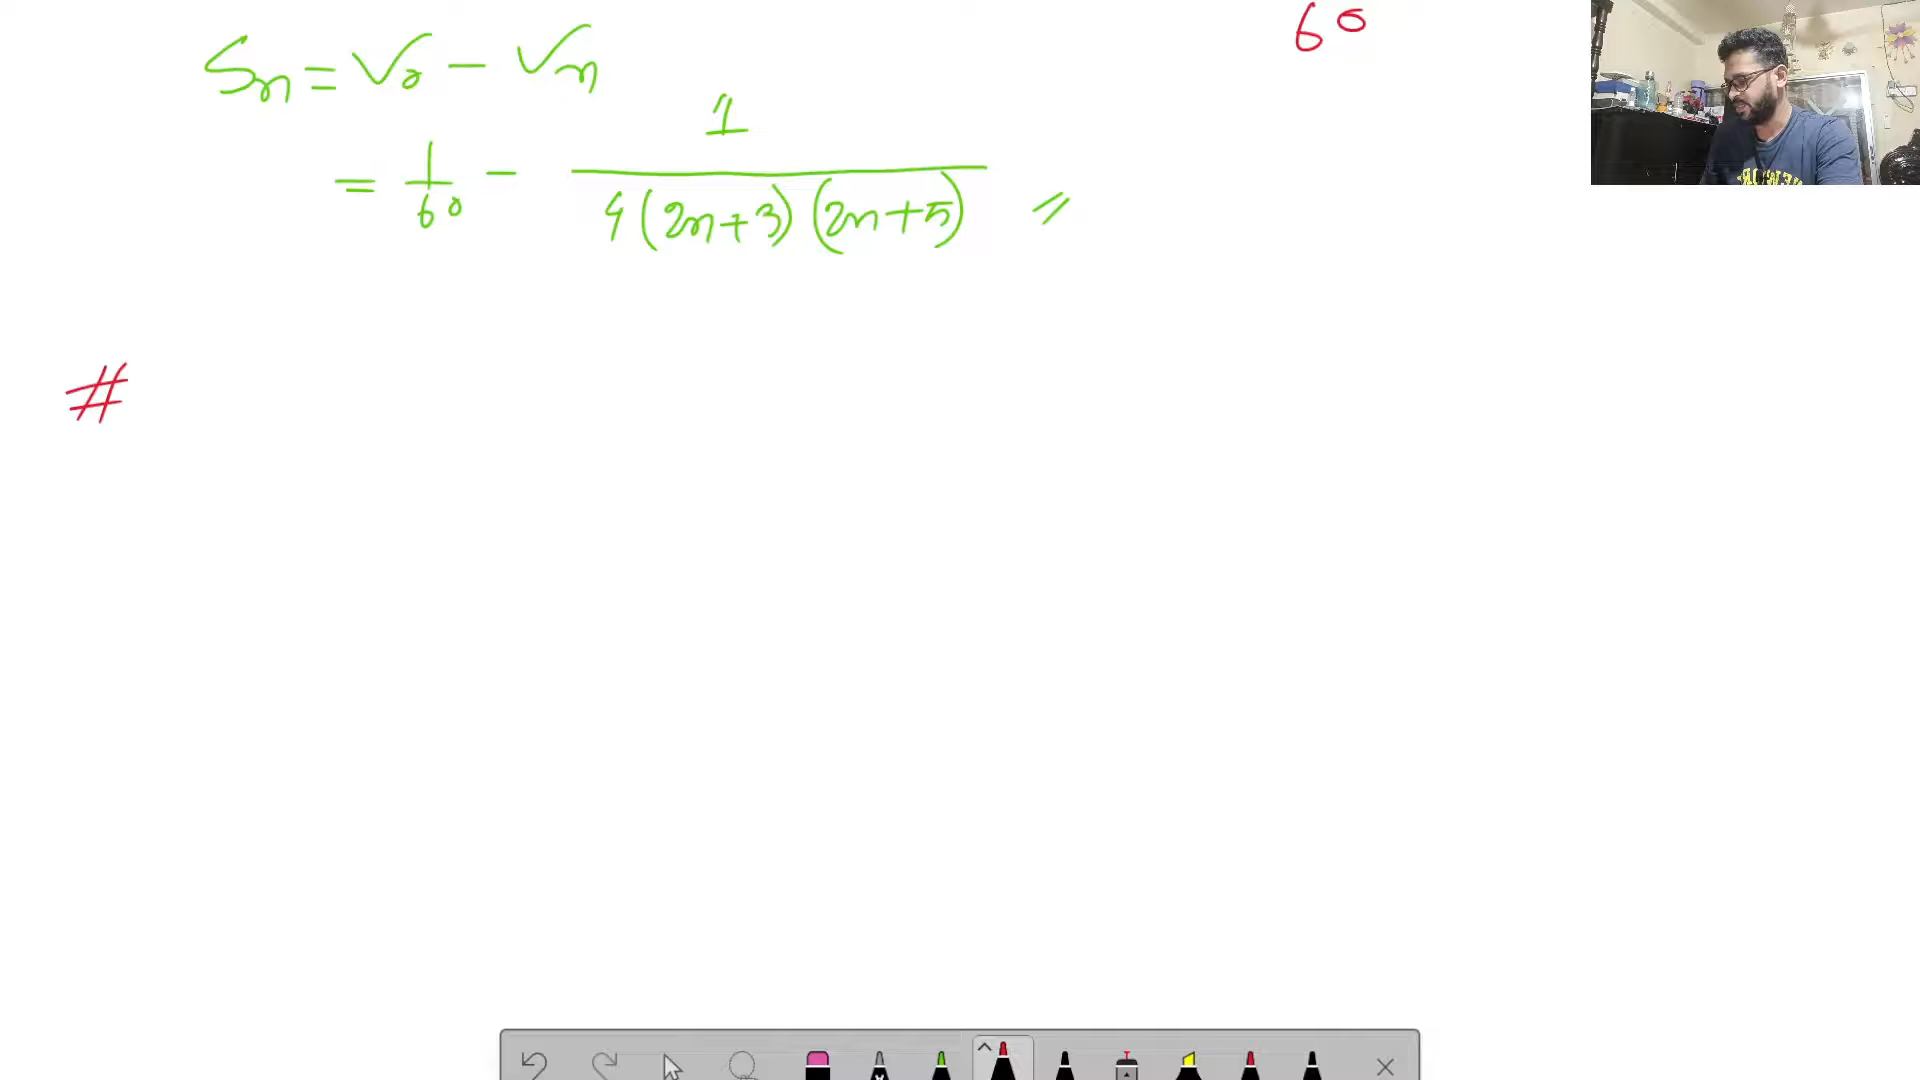 60
Sn = V0 - Vn
= 1/60 - 1/(4(2n+3)(2n+5)) //
#